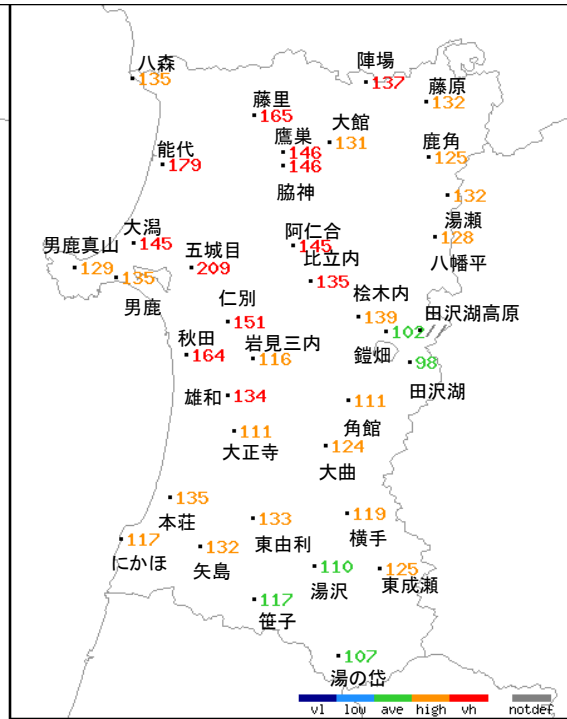 八森
135
陣場
137
藤原
132
藤里
165
大館
131
鷹巣
146
146
脇神
鹿角
125
能代
179
132
湯瀬
128
八幡平
大潟
145
阿仁合
145
男鹿真山
129
五城目
209
比立内
135
135
男鹿
仁別
151
桧木内
139
田沢湖高原
102
鎧畑
秋田
164
岩見三内
116
98
田沢湖
雄和
134
111
角館
111
大正寺
124
大曲
135
本荘
133
東由利
119
横手
117
にかほ
132
矢島
110
湯沢
125
東成瀬
117
笹子
107
湯の岱
vl low ave high vh notdef